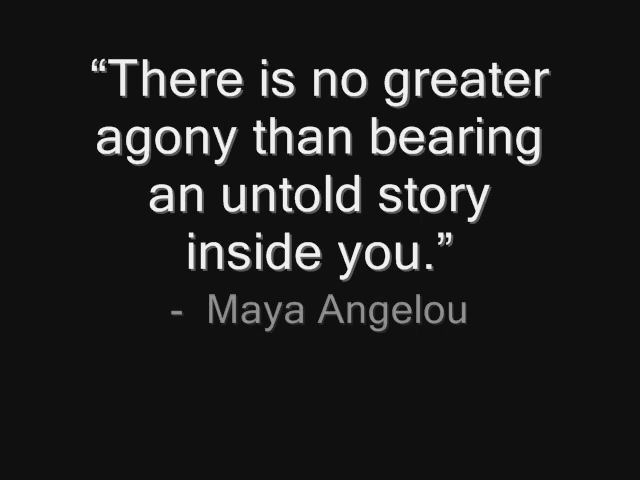 “There is no greater
agony than bearing
an untold story
inside you.”
- Maya Angelou